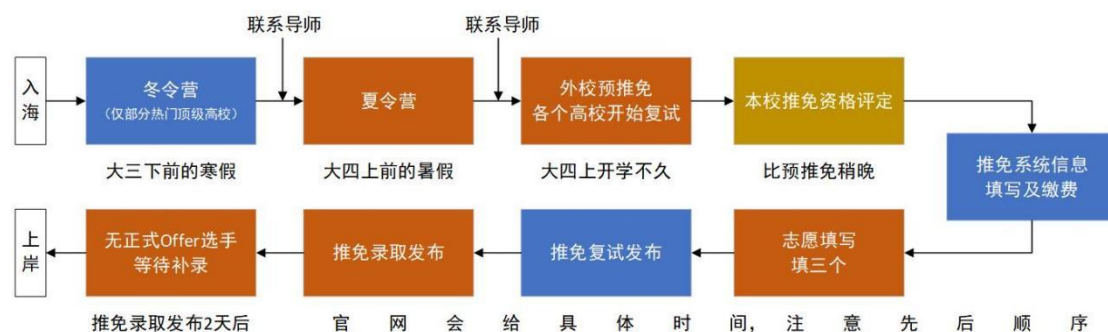 联系导师
联系导师
入海
冬令营
（仅部分热门顶级高校）
夏令营
外校预推免
各个高校开始复试
本校推免资格评定
大三下前的寒假
大四上前的暑假
大四上开学不久
比预推免稍晚
推免系统信息
填写及缴费
上岸
无正式Offer选手
等待补录
推免录取发布
推免复试发布
志愿填写
填三个
推免录取发布2天后
官网会给具体时间，注意先后顺序